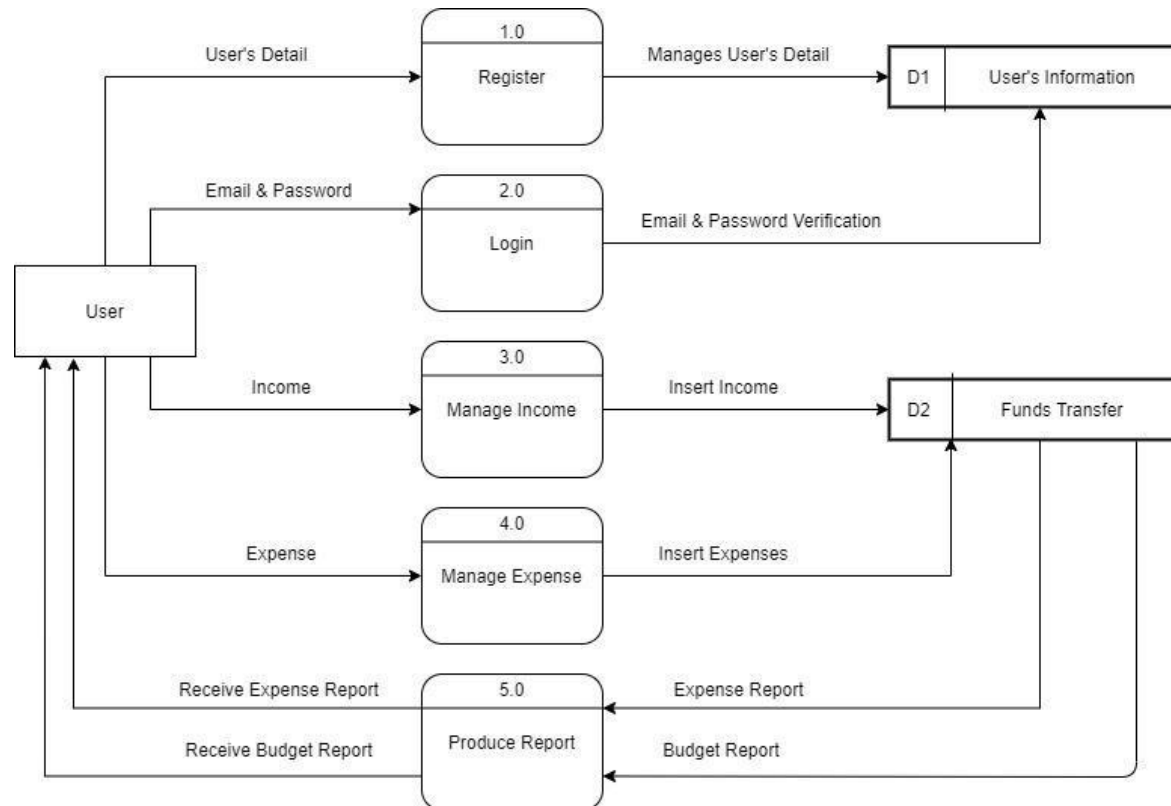 1.0
User's Detail
Manages User's Detail
Register
D1
User's Information
2.0
Email & Password
Email & Password Verification
Login
User
3.0
Income
Insert Income
Manage Income
D2
Funds Transfer
4.0
Expense
Insert Expenses
Manage Expense
5.0
Receive Expense Report
Expense Report
Produce Report
Receive Budget Report
Budget Report